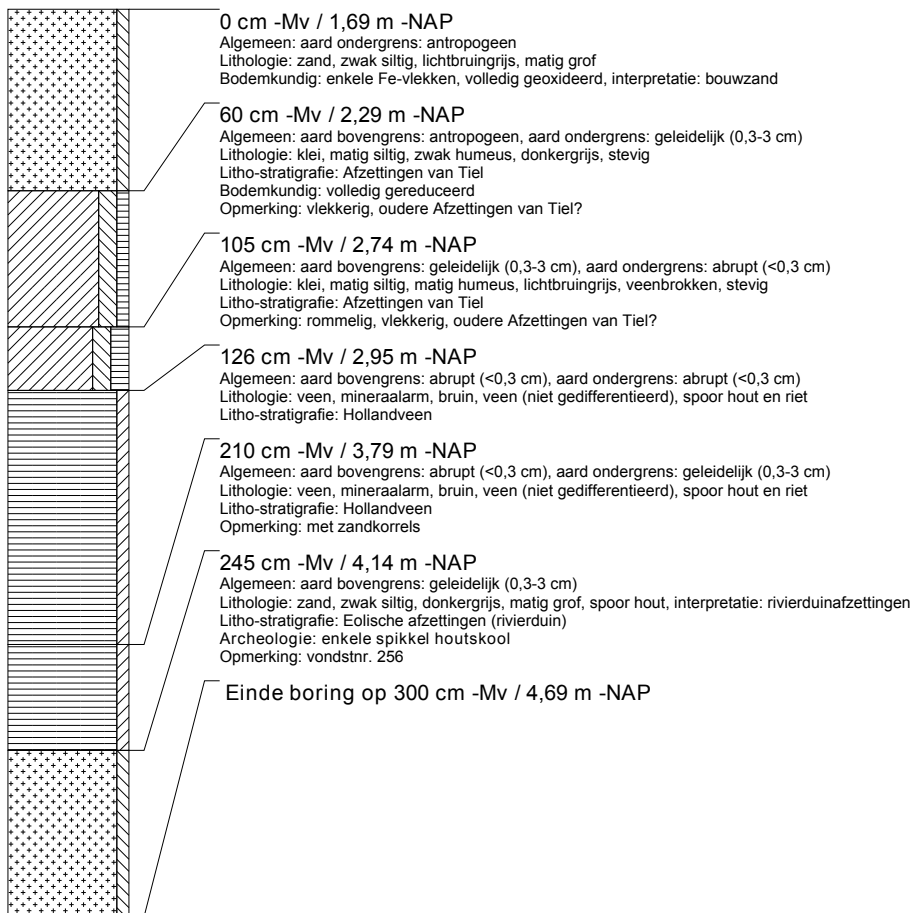 0 cm -Mv / 1,69 m -NAP
Algemeen: aard ondergrens: antropogeen
Lithologie: zand, zwak siltig, lichtbruingrijs, matig grof
Bodemkundig: enkele Fe-vlekken, volledig geoxideerd, interpretatie: bouwzand
60 cm -Mv / 2,29 m -NAP
Algemeen: aard bovengrens: antropogeen, aard ondergrens: geleidelijk (0,3-3 cm)
Lithologie: klei, matig siltig, zwak humeus, donkergrijs, stevig
Litho-stratigrafie: Afzettingen van Tiel
Bodemkundig: volledig gereduceerd
Opmerking: vlekkerig, oudere Afzettingen van Tiel?
105 cm -Mv / 2,74 m -NAP
Algemeen: aard bovengrens: geleidelijk (0,3-3 cm), aard ondergrens: abrupt (<0,3 cm)
Lithologie: klei, matig siltig, matig humeus, lichtbruingrijs, veenbrokken, stevig
Litho-stratigrafie: Afzettingen van Tiel
Opmerking: rommelig, vlekkerig, oudere Afzettingen van Tiel?
126 cm -Mv / 2,95 m -NAP
Algemeen: aard bovengrens: abrupt (<0,3 cm), aard ondergrens: abrupt (<0,3 cm)
Lithologie: veen, mineraalarm, bruin, veen (niet gedifferentieerd), spoor hout en riet
Litho-stratigrafie: Hollandveen
210 cm -Mv / 3,79 m -NAP
Algemeen: aard bovengrens: abrupt (<0,3 cm), aard ondergrens: geleidelijk (0,3-3 cm)
Lithologie: veen, mineraalarm, bruin, veen (niet gedifferentieerd), spoor hout en riet
Litho-stratigrafie: Hollandveen
Opmerking: met zandkorrels
245 cm -Mv / 4,14 m -NAP
Algemeen: aard bovengrens: geleidelijk (0,3-3 cm)
Lithologie: zand, zwak siltig, donkergrijs, matig grof, spoor hout, interpretatie: rivierduinafzettingen
Litho-stratigrafie: Eolische afzettingen (rivierduin)
Archeologie: enkele spikkel houtskool
Opmerking: vondstnr. 256
Einde boring op 300 cm -Mv / 4,69 m -NAP